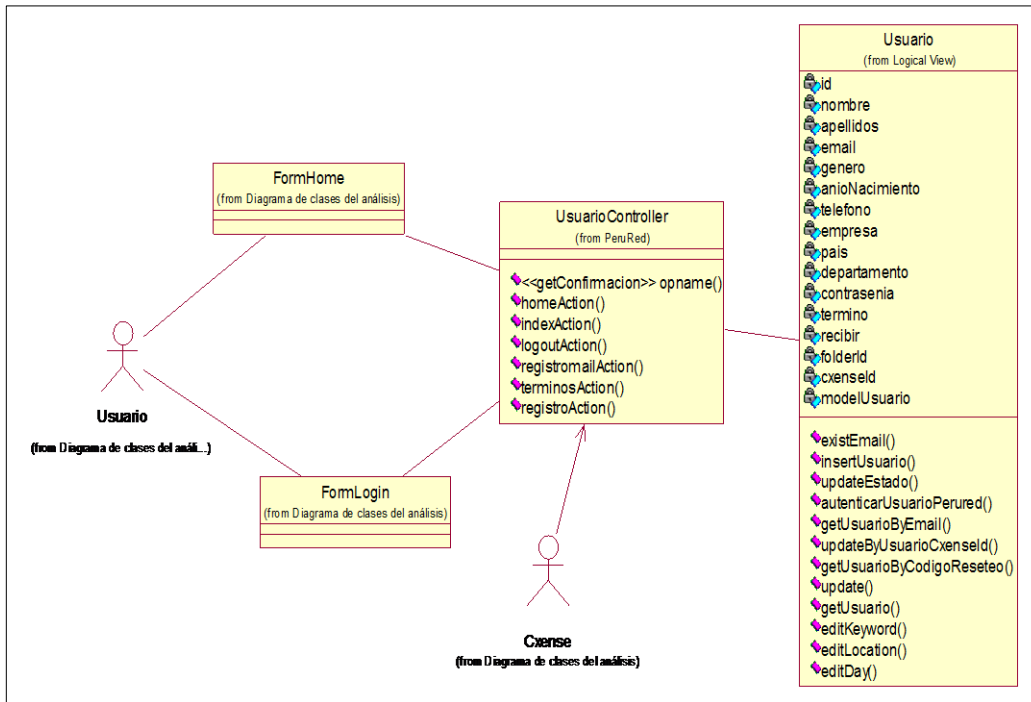 Usuario
(from Logical View)
id
nombre
apellidos
email
genero
anioNacimiento
telefono
empresa
pais
departamento
contrasenia
termino
recibir
folderId
cxenseId
modelUsuario
existEmail()
insertUsuario()
updateEstado()
autenticarUsuarioPerured()
getUsuarioByEmail()
updateByUsuarioCxenseId()
getUsuarioByCodigoReseteo()
update()
getUsuario()
editKeyword()
editLocation()
editDay()
FormHome
(from Diagrama de clases del análisis)
UsuarioController
(from PeruRed)
<<getConfirmacion>> opname()
homeAction()
indexAction()
logoutAction()
registromailAction()
terminosAction()
registroAction()
Usuario
(from Diagrama de clases del análi...)
FormLogin
(from Diagrama de clases del análisis)
Cxense
(from Diagrama de clases del análisis)